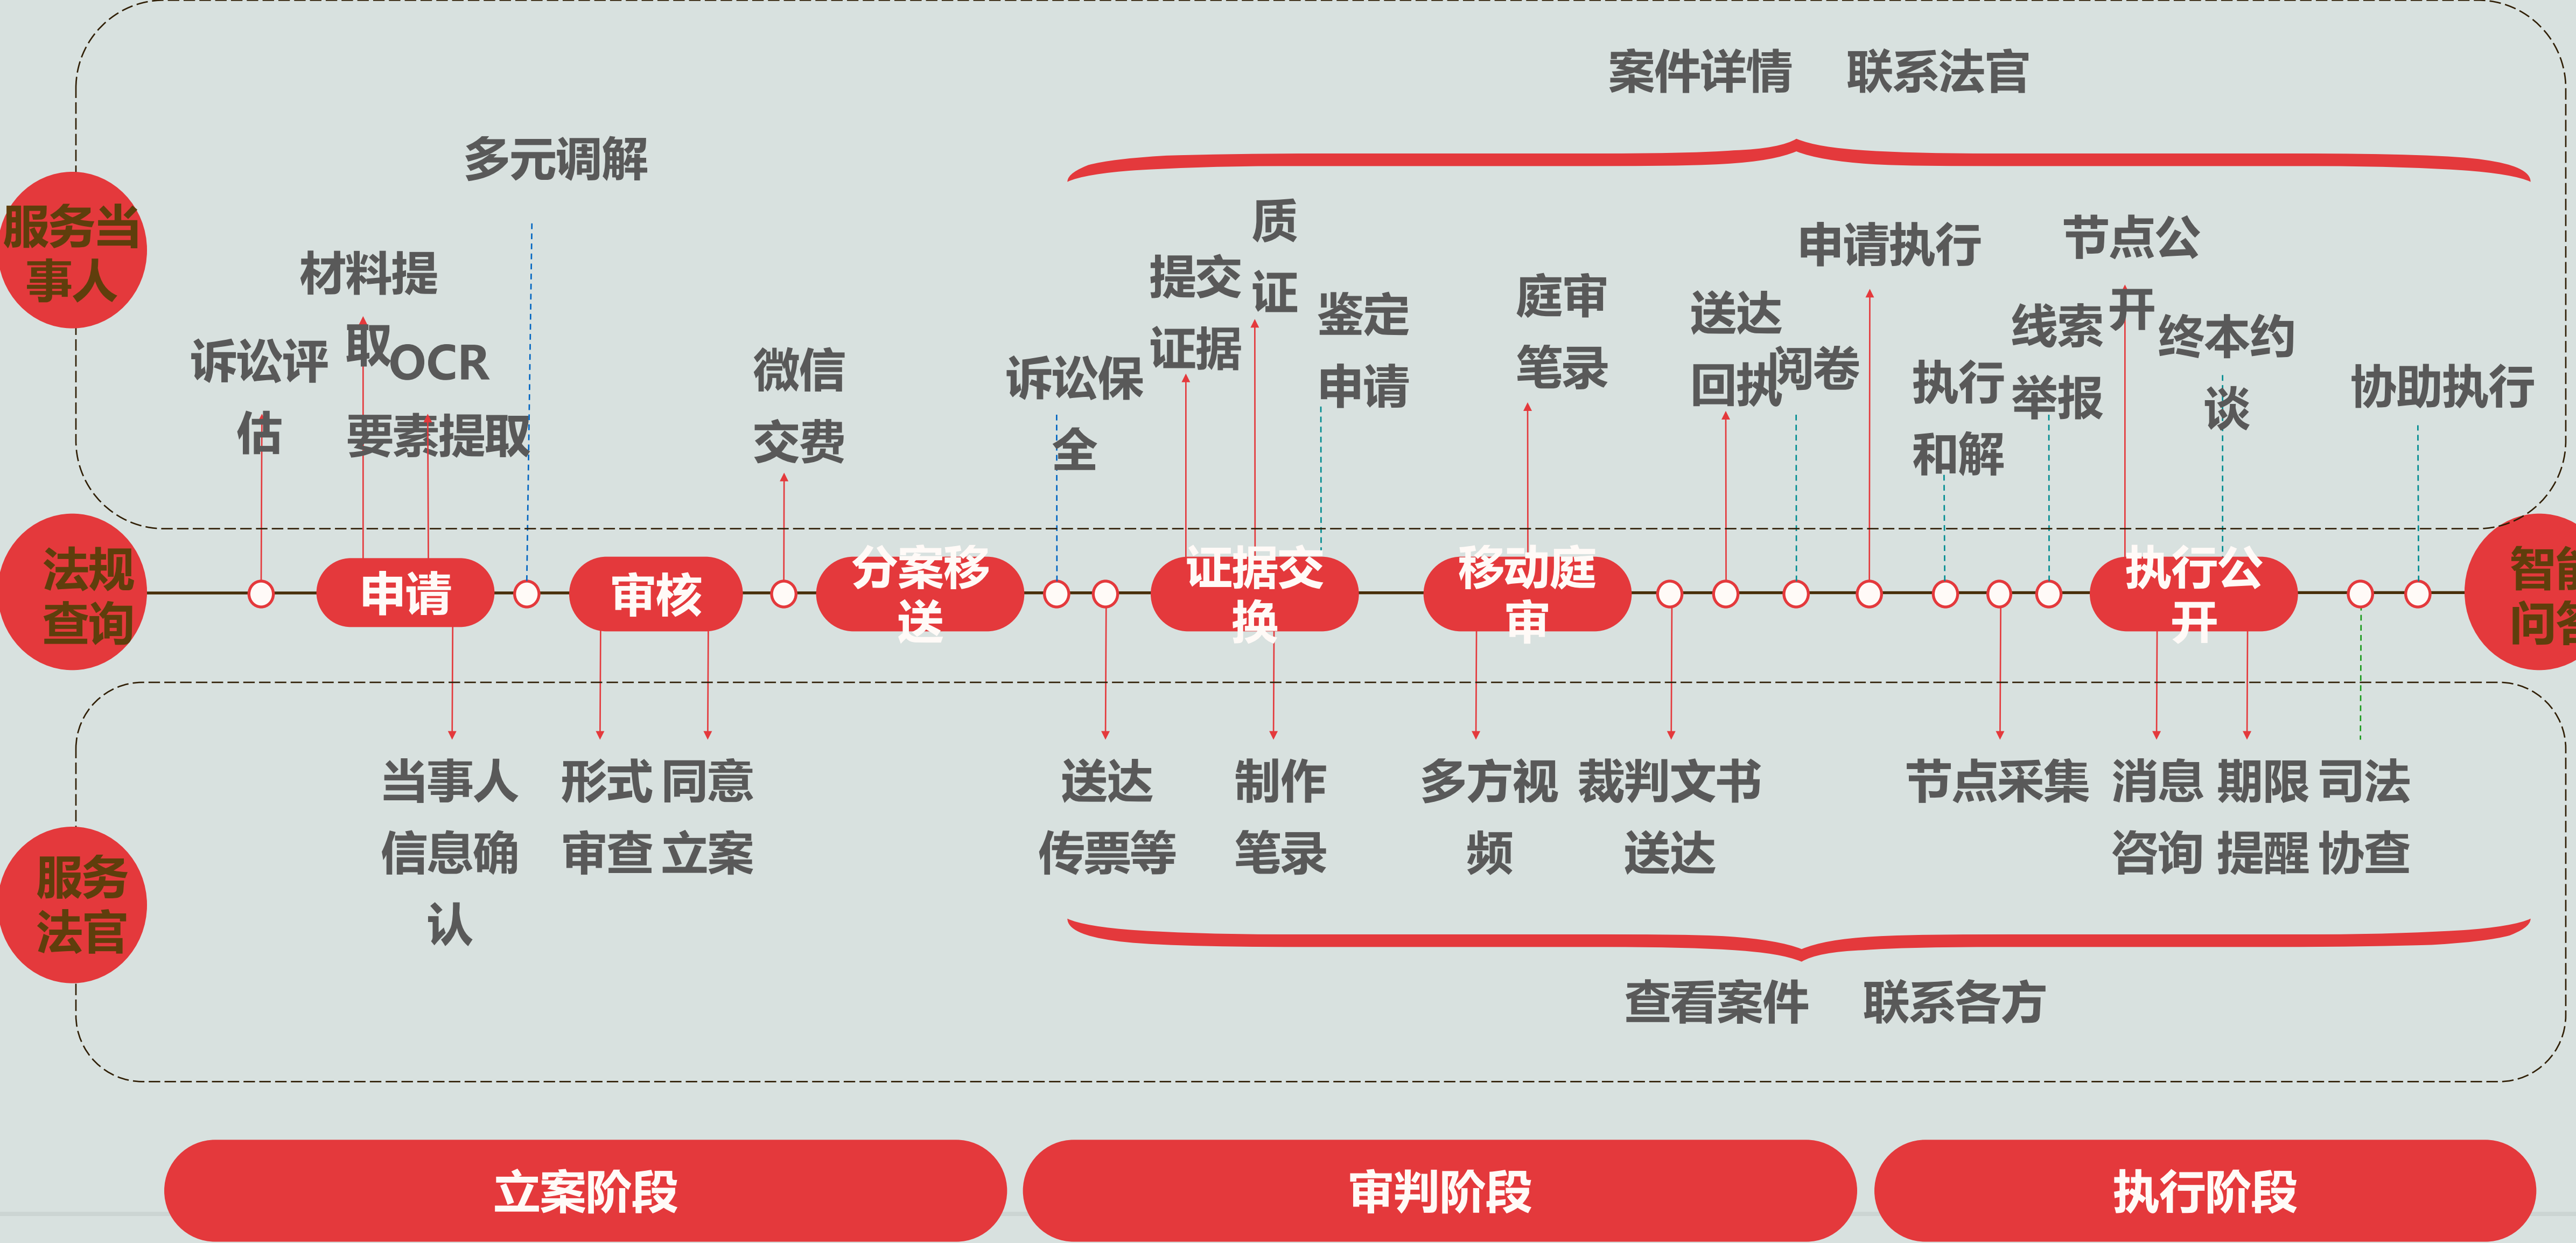 案件详情 联系法官
多元调解
服务当
事人
诉讼评
估
材料提
取
OCR
要素提取
微信
交费
诉讼保
全
提交
证据
质
证
鉴定
申请
庭审
笔录
送达
回执
阅卷
申请执行
执行
和解
线索
举报
节点公
开
终本约
谈
协助执行
法规
查询
申请
审核
分案移
送
证据交
换
移动庭
审
执行公
开
智能
问答
服务
法官
当事人
信息确
认
形式
审查
同意
立案
送达
传票等
制作
笔录
多方视
频
裁判文书
送达
节点采集
消息
咨询
期限
提醒
司法
协查
查看案件 联系各方
立案阶段
审判阶段
执行阶段